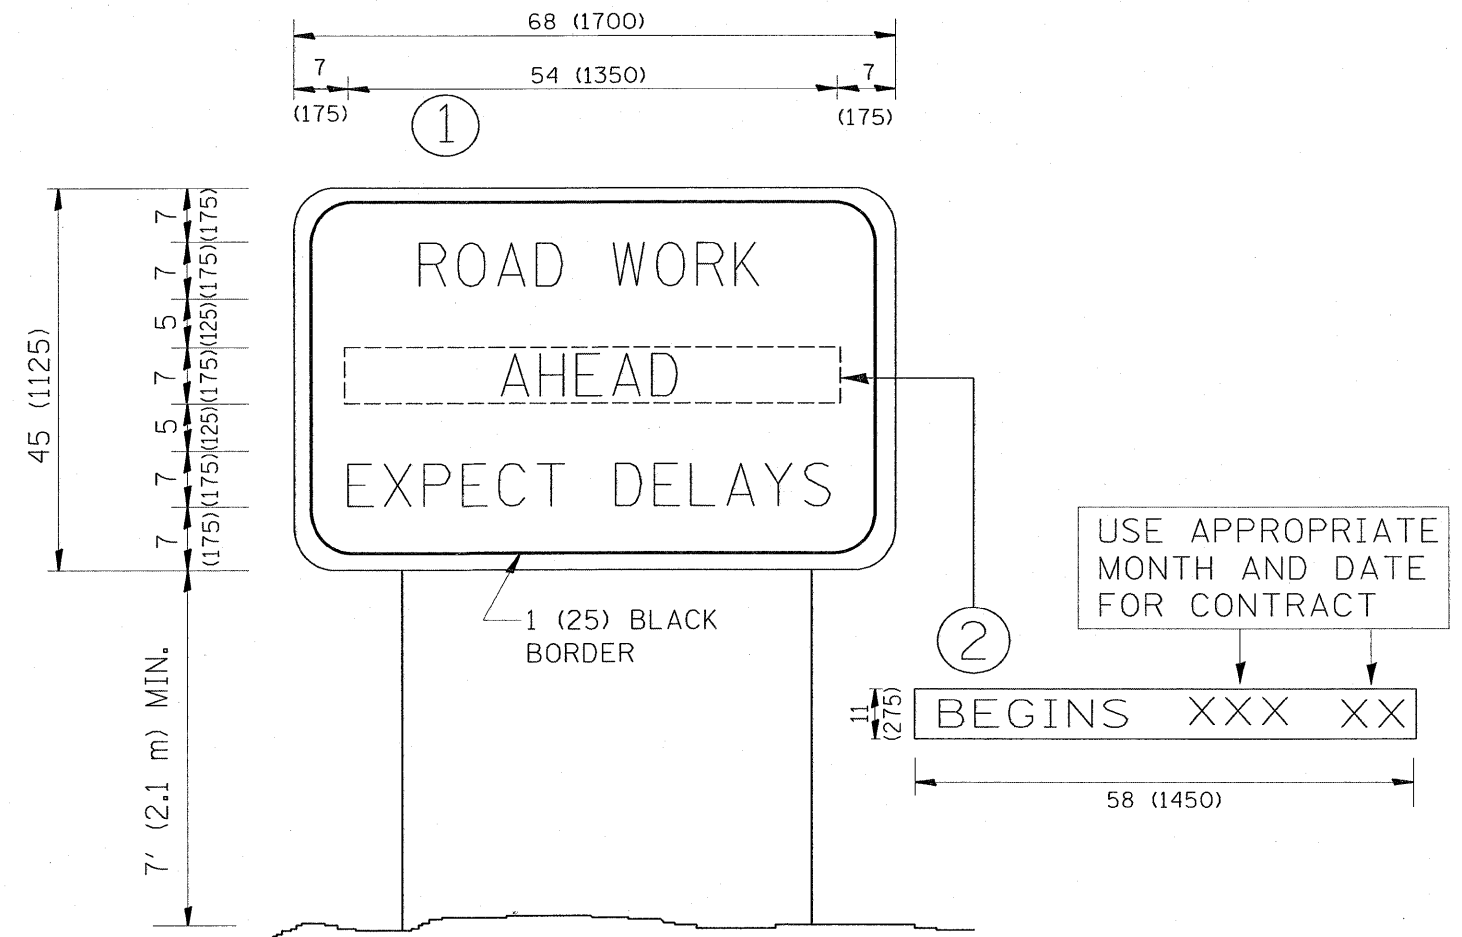 68 (1700)
7
54 (1350)
7
(175)
(175)
1
45 (1125)
7
(175)
7
(175)
5
(125)
7
(175)
5
(125)
7
(175)
7
(175)
ROAD WORK
AHEAD
EXPECT DELAYS
1 (25) BLACK
BORDER
7' (2.1 m) MIN.
2
USE APPROPRIATE
MONTH AND DATE
FOR CONTRACT
11
(275)
BEGINS XXX XX
58 (1450)